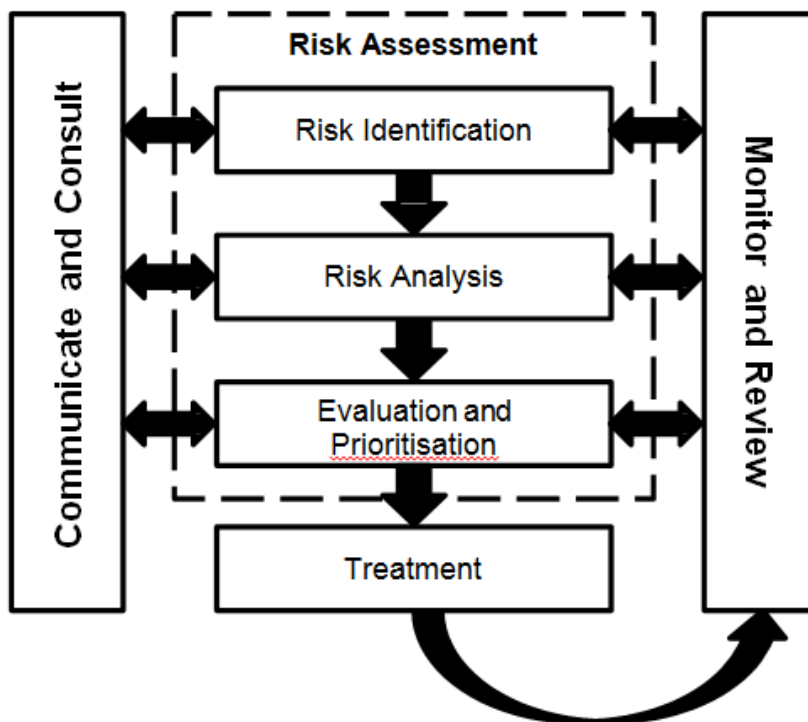 Risk Assessment
Communicate and Consult
Risk Identification
Risk Analysis
Evaluation and
Prioritisation
Treatment
Monitor and Review